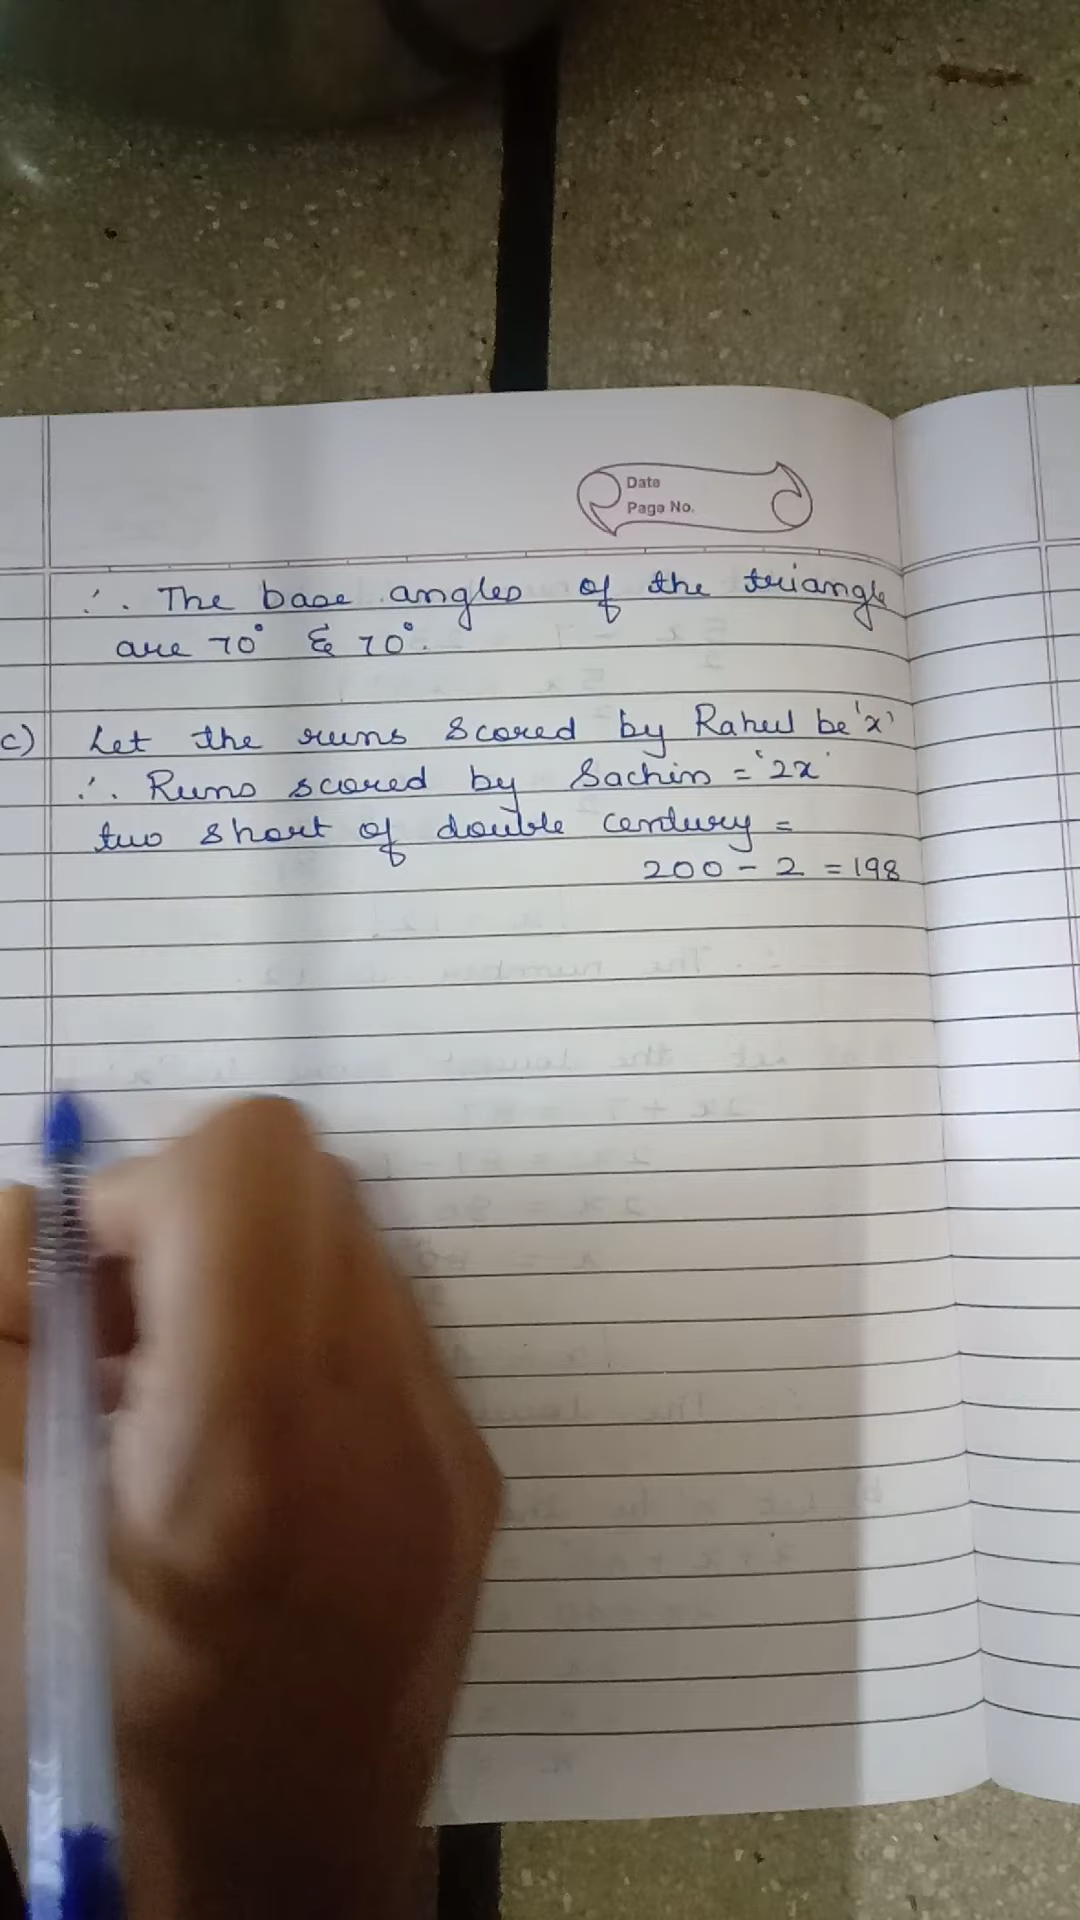 Date
Page No.
∴ The base angles of the triangle
are 70° & 70°.
c) Let the runs scored by Rahul be 'x'
∴ Runs scored by Sachin = '2x'
two short of double century =
200 - 2 = 198